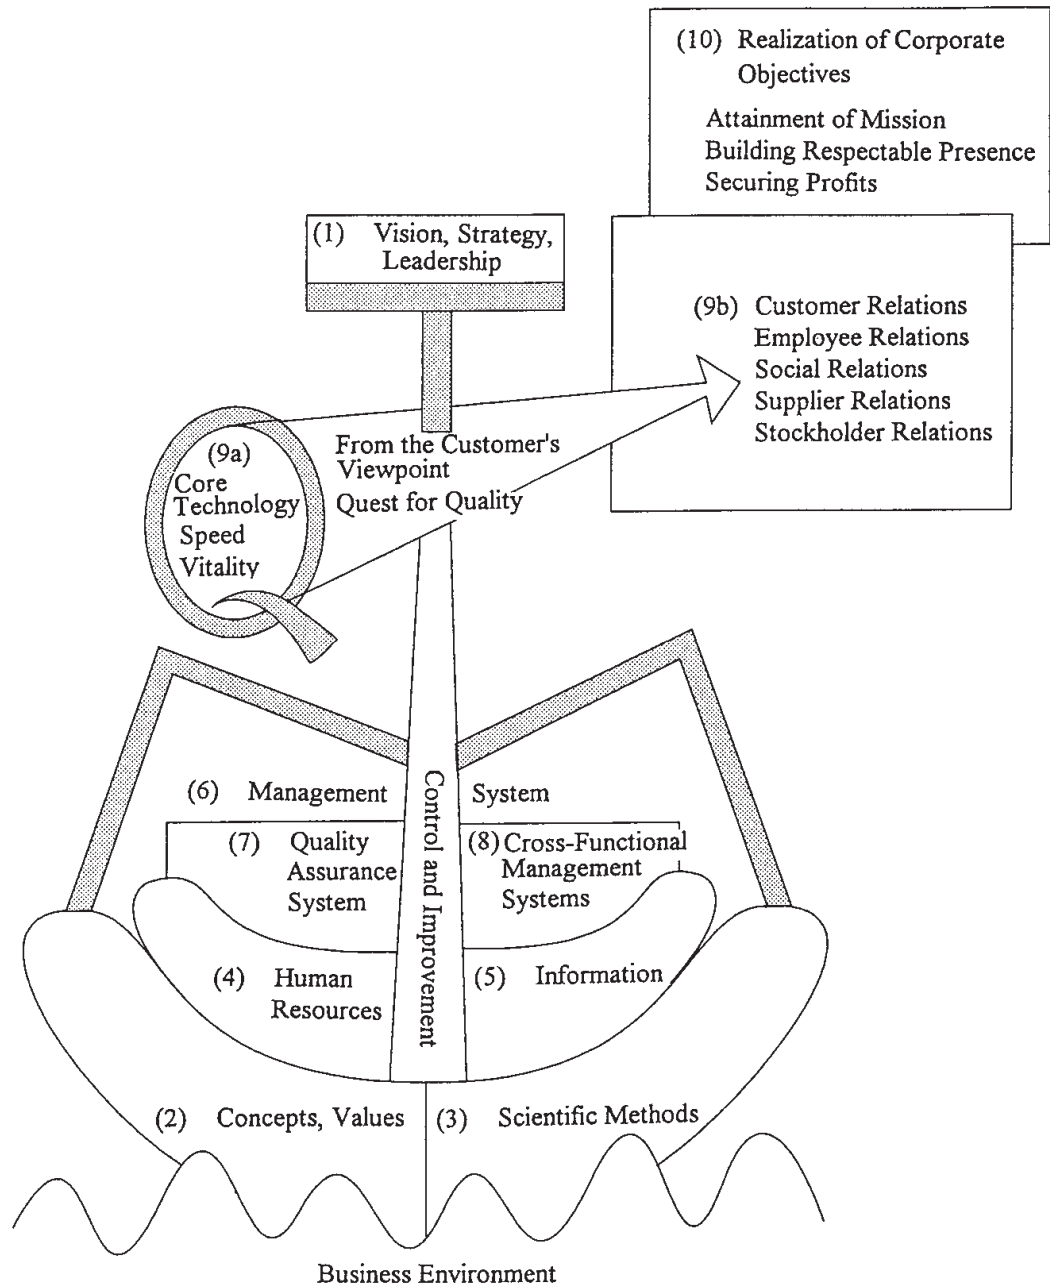 (10) Realization of Corporate
Objectives
Attainment of Mission
Building Respectable Presence
Securing Profits
(1) Vision, Strategy,
Leadership
(9b) Customer Relations
Employee Relations
Social Relations
Supplier Relations
Stockholder Relations
(9a)
Core
Technology
Speed
Vitality
From the Customer's
Viewpoint
Quest for Quality
Control and Improvement
(6) Management System
(7) Quality
Assurance
System
(8) Cross-Functional
Management
Systems
(4) Human
Resources
(5) Information
(2) Concepts, Values
(3) Scientific Methods
Business Environment